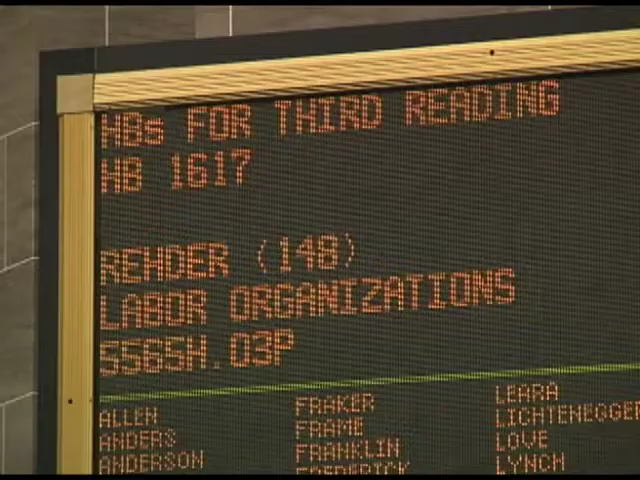 HBs FOR THIRD READING
HB 1617
REHDER (148)
LABOR ORGANIZATIONS
5565H.03P
ALLEN FRAKER LEARA
ANDERS FRAME LICHTENEGGER
ANDERSON FRANKLIN LOVE
FREDERICK LYNCH